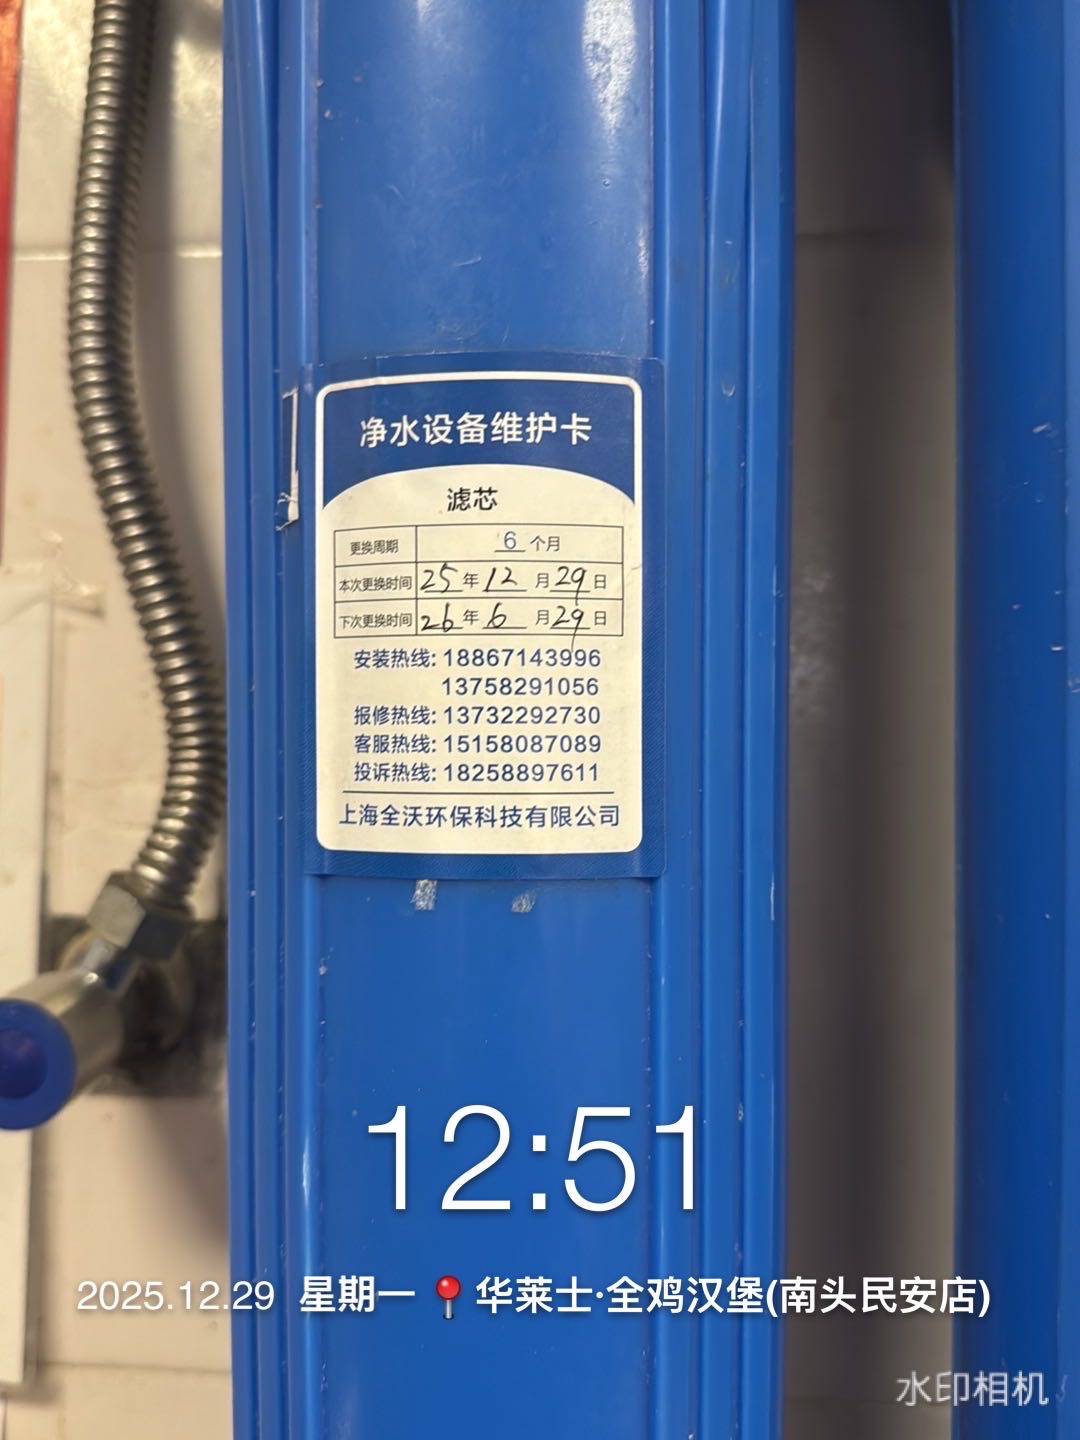 净水设备维护卡
滤芯
更换周期 6 个月
本次更换时间 25 年 12 月 29 日
下次更换时间 26 年 6 月 29 日
安装热线: 18867143996
13758291056
报修热线: 13732292730
客服热线: 15158087089
投诉热线: 18258897611
上海全沃环保科技有限公司
12:51
2025.12.29 星期一 📍 华莱士·全鸡汉堡(南头民安店)
水印相机